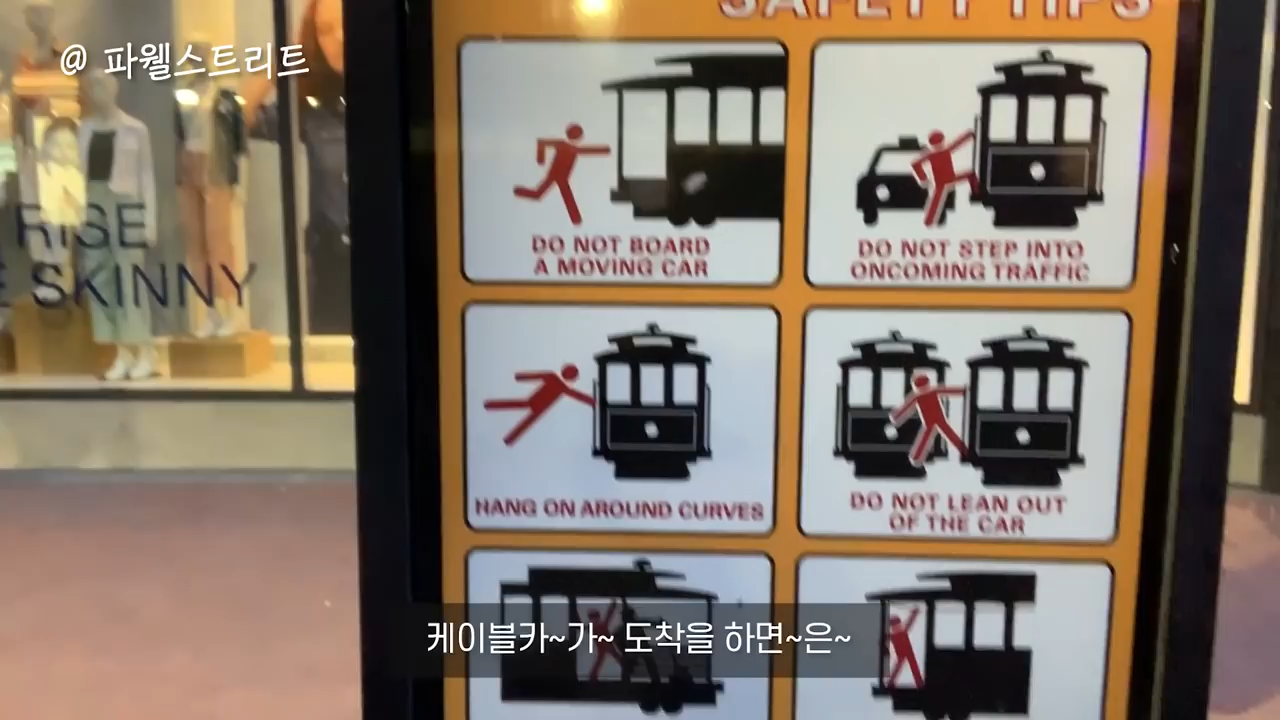 SAFETY TIPS
@ 파웰스트리트
DO NOT BOARD
A MOVING CAR
DO NOT STEP INTO
ONCOMING TRAFFIC
RISE
E SKINNY
HANG ON AROUND CURVES
DO NOT LEAN OUT
OF THE CAR
케이블카~가~ 도착을 하면~은~